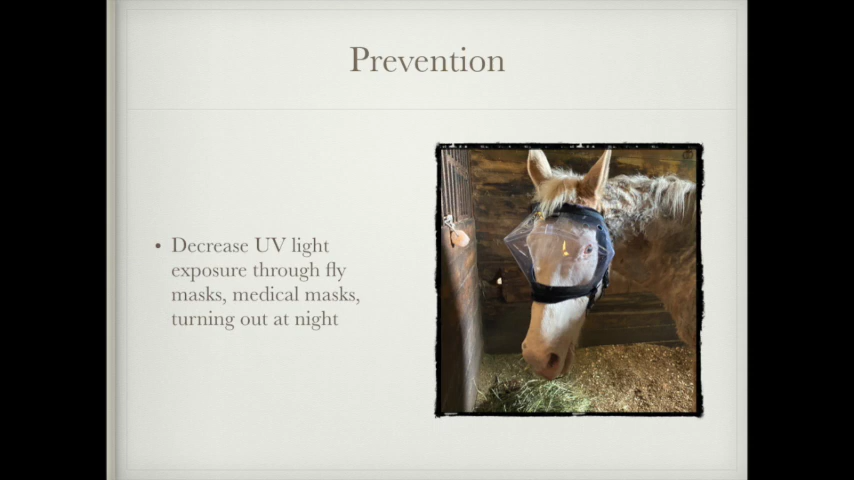 Prevention
• Decrease UV light
exposure through fly
masks, medical masks,
turning out at night